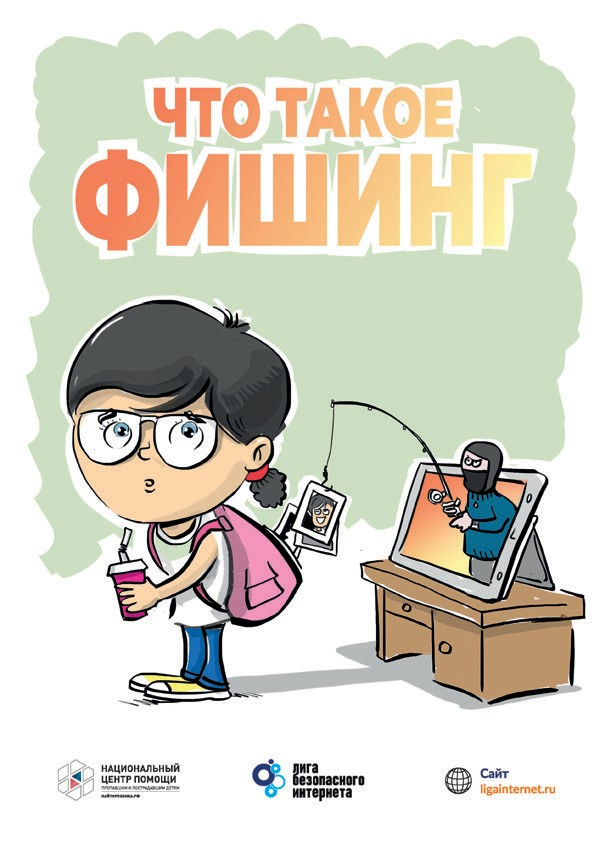 ЧТО ТАКОЕ
ФИШИНГ
НАЦИОНАЛЬНЫЙ
ЦЕНТР ПОМОЩИ
ПРОПАВШИМ И ПОСТРАДАВШИМ ДЕТЯМ
НАЙТИРЕБЕНКА.РФ
лига
безопасного
интернета
Сайт
ligainternet.ru